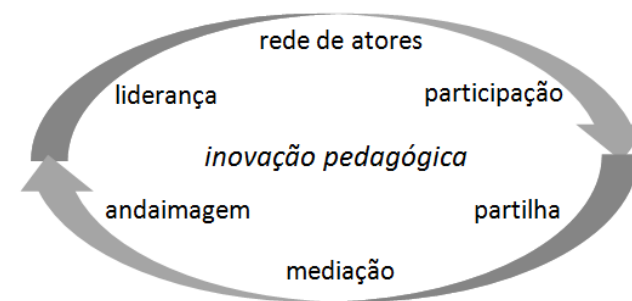 rede de atores
liderança
participação
inovação pedagógica
andaimagem
partilha
mediação